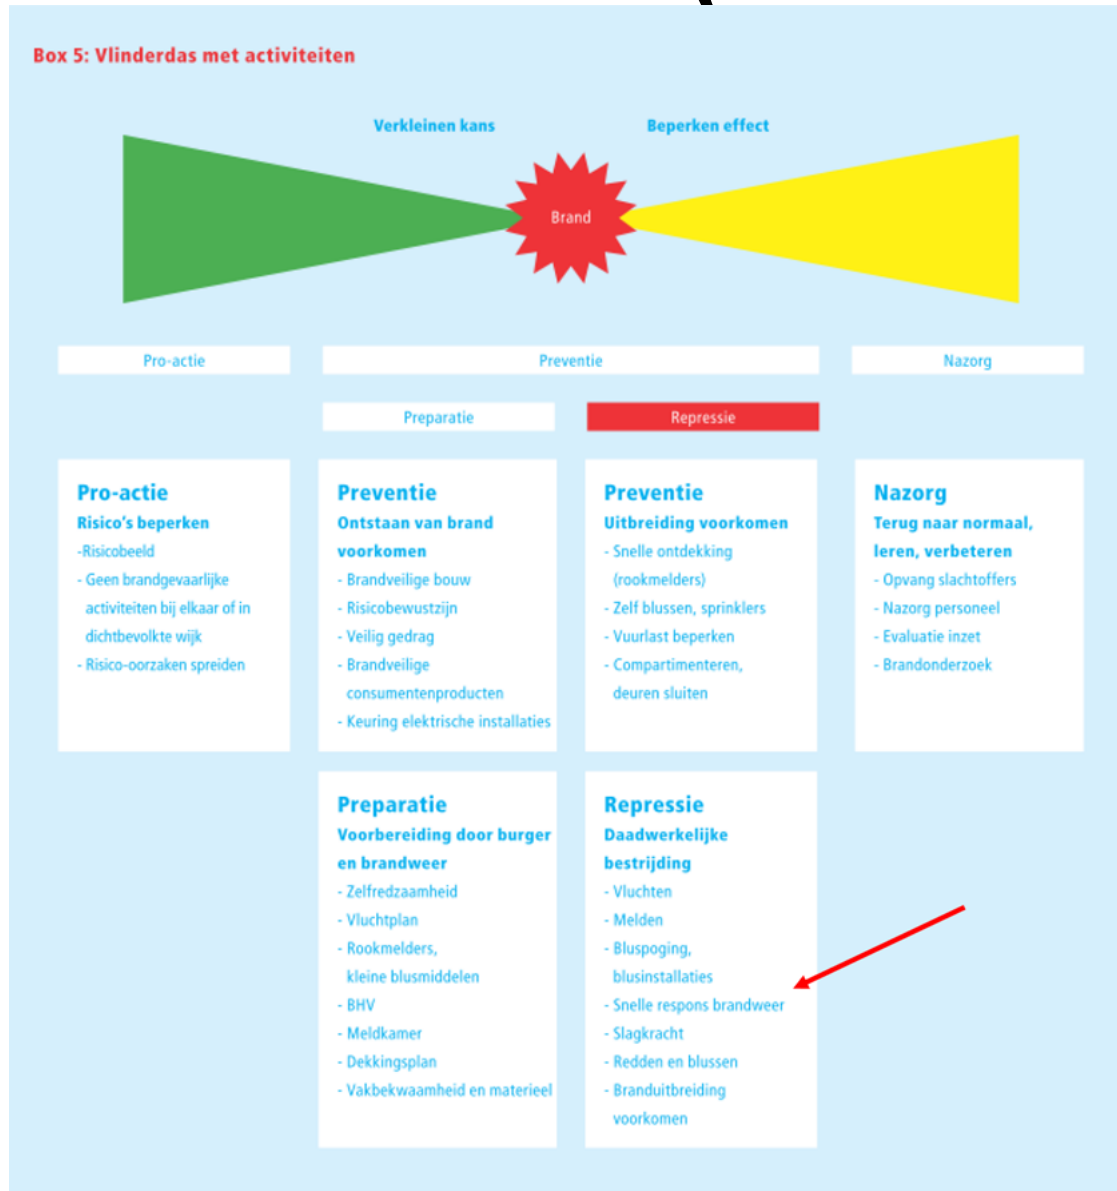 Box 5: Vlinderdas met activiteiten
Verkleinen kans
Beperken effect
Brand
Pro-actie
Preventie
Nazorg
Preparatie
Repressie
Pro-actie
Risico's beperken
-Risicobeeld
- Geen brandgevaarlijke
activiteiten bij elkaar of in
dichtbevolkte wijk
- Risico-oorzaken spreiden
Preventie
Ontstaan van brand
voorkomen
- Brandveilige bouw
- Risicobewustzijn
- Veilig gedrag
- Brandveilige
consumentenproducten
- Keuring elektrische installaties
Preventie
Uitbreiding voorkomen
- Snelle ontdekking
(rookmelders)
- Zelf blussen, sprinklers
- Vuurlast beperken
- Compartimenteren,
deuren sluiten
Nazorg
Terug naar normaal,
leren, verbeteren
- Opvang slachtoffers
- Nazorg personeel
- Evaluatie inzet
- Brandonderzoek
Preparatie
Voorbereiding door burger
en brandweer
- Zelfredzaamheid
- Vluchtplan
- Rookmelders,
kleine blusmiddelen
- BHV
- Meldkamer
- Dekkingsplan
- Vakbekwaamheid en materieel
Repressie
Daadwerkelijke
bestrijding
- Vluchten
- Melden
- Bluspoging,
blusinstallaties
- Snelle respons brandweer
- Slagkracht
- Redden en blussen
- Branduitbreiding
voorkomen